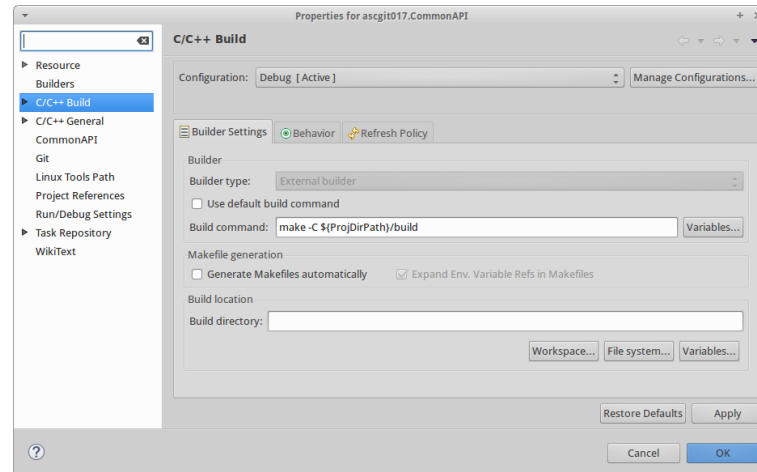 Properties for ascgit017.CommonAPI
C/C++ Build
Resource
Builders
C/C++ Build
C/C++ General
CommonAPI
Git
Linux Tools Path
Project References
Run/Debug Settings
Task Repository
WikiText
Configuration: Debug [ Active ] Manage Configurations...
Builder Settings Behavior Refresh Policy
Builder
Builder type: External builder
Use default build command
Build command: make -C ${ProjDirPath}/build Variables...
Makefile generation
Generate Makefiles automatically Expand Env. Variable Refs in Makefiles
Build location
Build directory:
Workspace... File system... Variables...
Restore Defaults Apply
? Cancel OK